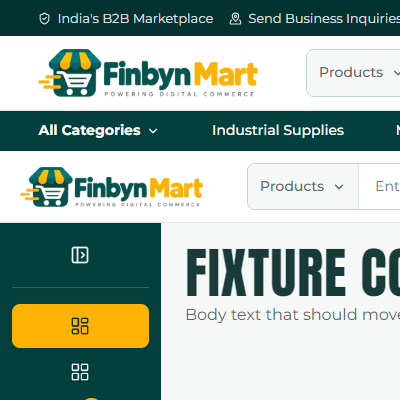 India's B2B Marketplace
Send Business Inquiries
Finbyn Mart
POWERING DIGITAL COMMERCE
Products
All Categories
Industrial Supplies
Finbyn Mart
POWERING DIGITAL COMMERCE
Products
Ent
FIXTURE CO
Body text that should move